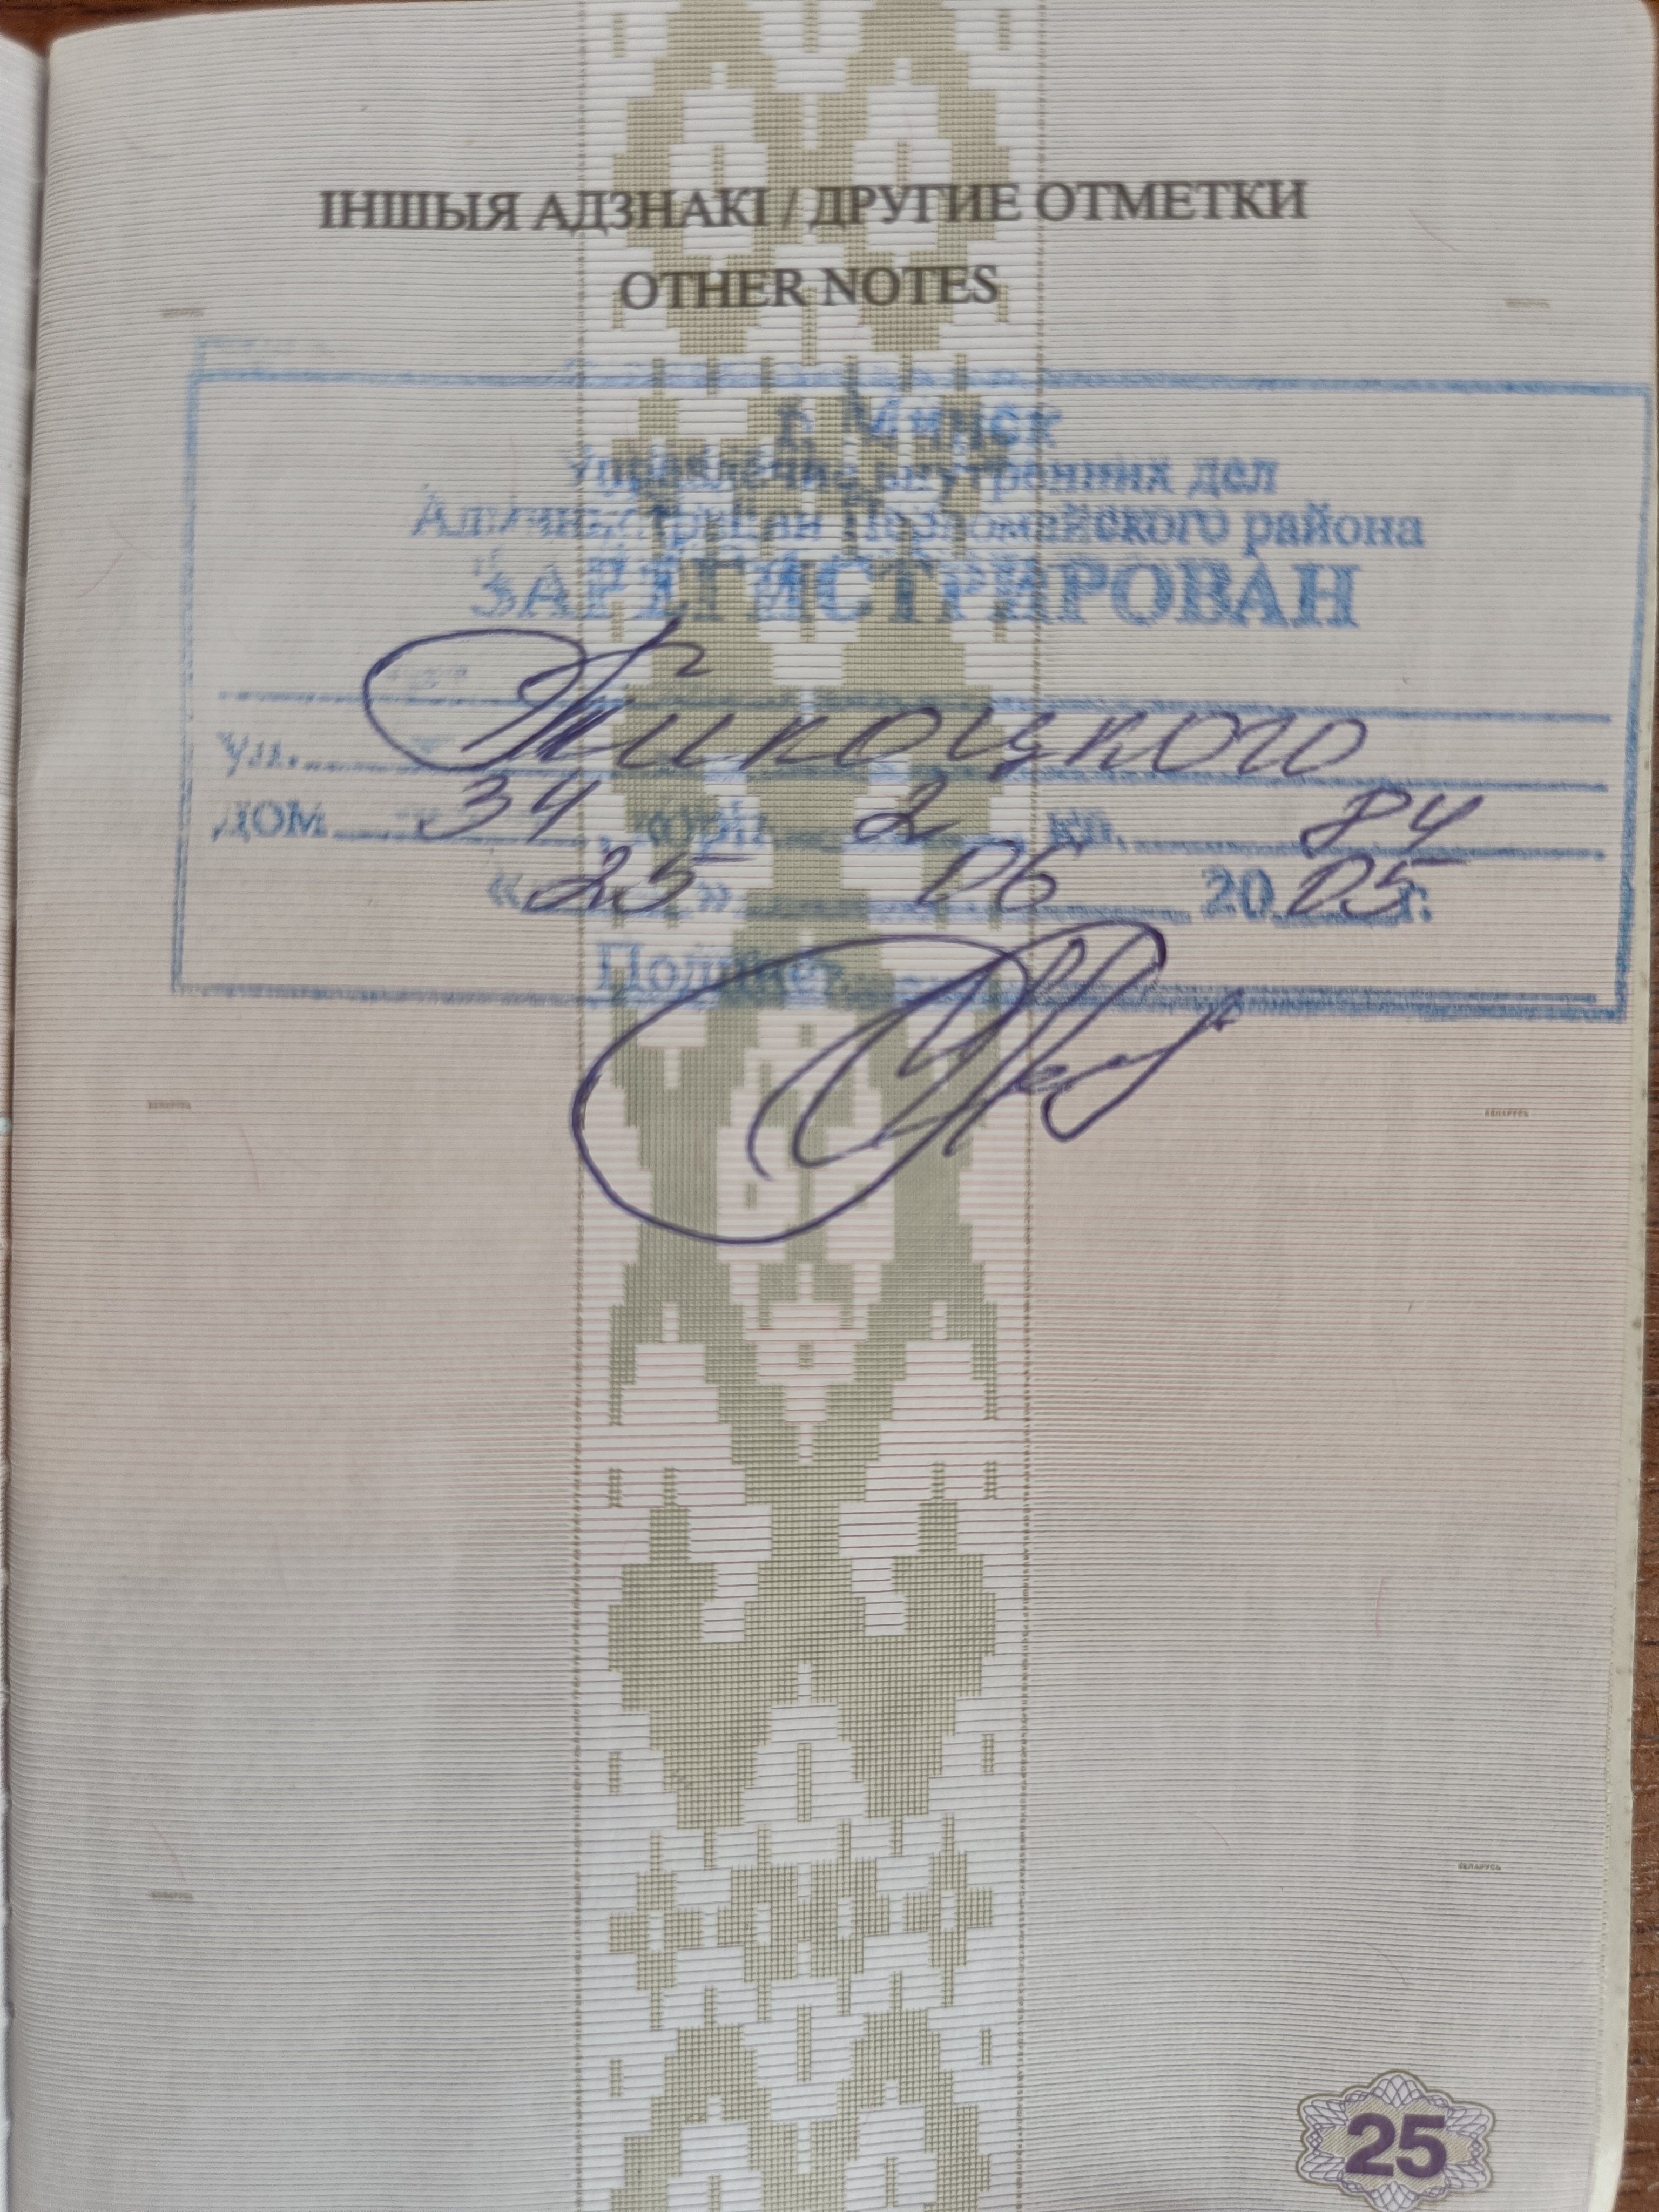 ІНШЫЯ АДЗНАКІ / ДРУГИЕ ОТМЕТКИ
OTHER NOTES
г. Минск
Управление внутренних дел
Администрации Первомайского района
ЗАРЕГИСТРИРОВАН
ул. Тикоцкого
дом 34 корп. 2 кв. 84
«25» 06 2005 г.
Подпись
БЕЛАРУСЬ БЕЛАРУСЬ
БЕЛАРУСЬ БЕЛАРУСЬ
25